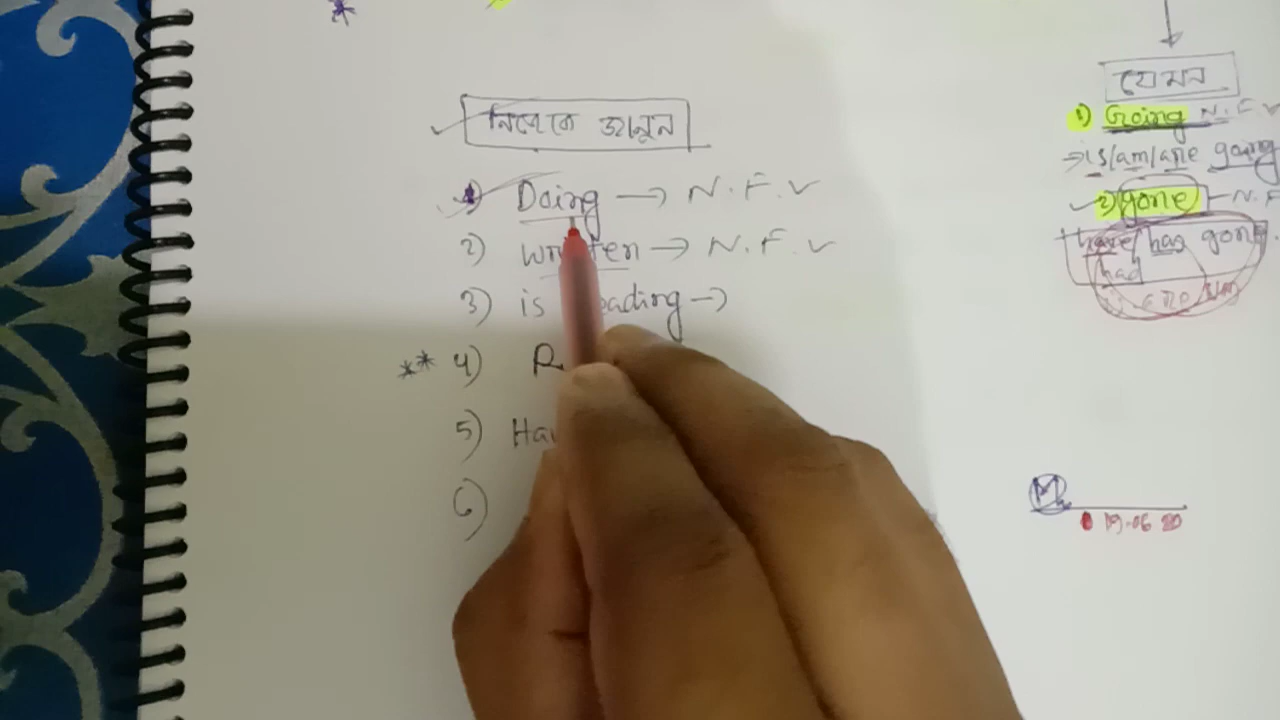 নিজেকে জানুন
1) Doing → N.F.V
2) written → N.F.V
3) is reading →
** 4)
5)
6)
যেমন
1) Going N.F.V
→ is/am/are going
2) gone — N.F
have/has gone
had
M
19-06 20